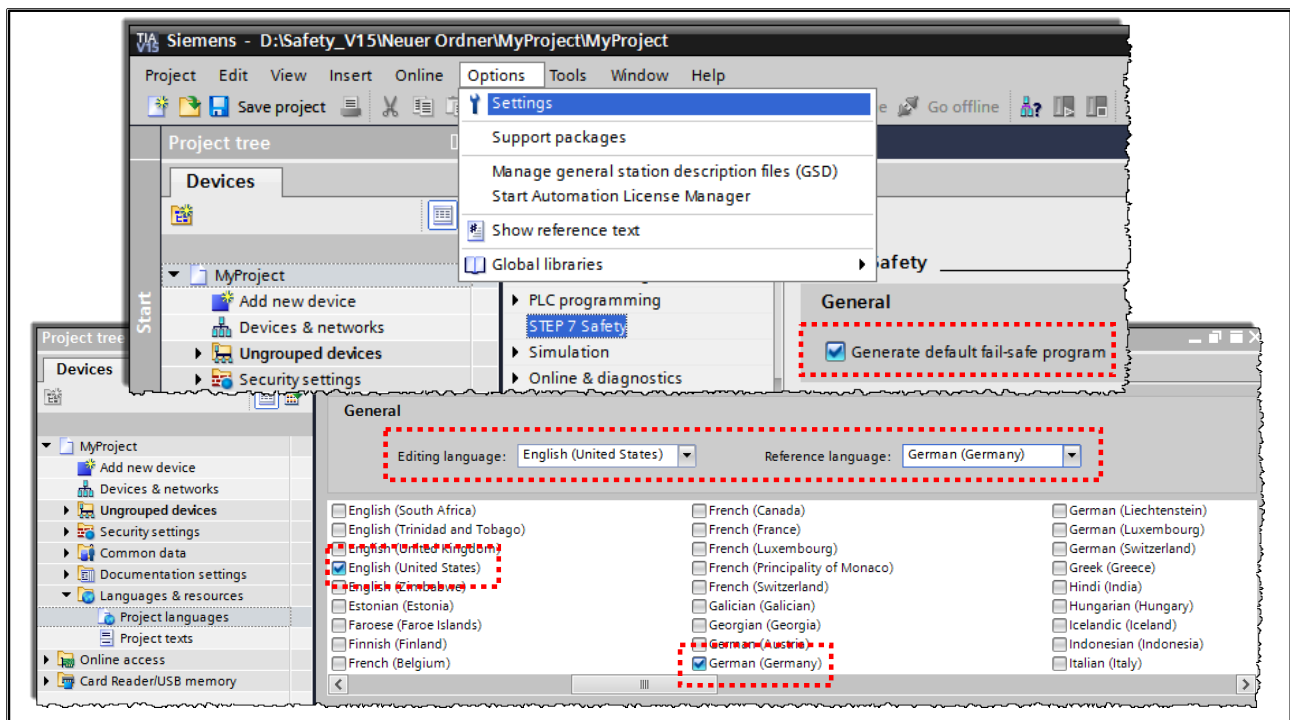 TIA V15 Siemens - D:\Safety_V15\Neuer Ordner\MyProject\MyProject
Project Edit View Insert Online Options Tools Window Help
Save project
Go offline
Settings
Support packages
Manage general station description files (GSD)
Start Automation License Manager
Show reference text
Global libraries
Start
Project tree
Devices
MyProject
Add new device
Devices & networks
Ungrouped devices
Security settings
PLC programming
STEP 7 Safety
Simulation
Online & diagnostics
General
Generate default fail-safe program
Project tree
Devices
MyProject
Add new device
Devices & networks
Ungrouped devices
Security settings
Common data
Documentation settings
Languages & resources
Project languages
Project texts
Online access
Card Reader/USB memory
General
Editing language: English (United States) Reference language: German (Germany)
English (South Africa) French (Canada) German (Liechtenstein)
English (Trinidad and Tobago) French (France) German (Luxembourg)
English (United Kingdom) French (Luxembourg) German (Switzerland)
English (United States) French (Principality of Monaco) Greek (Greece)
English (Zimbabwe) French (Switzerland) Hindi (India)
Estonian (Estonia) Galician (Galician) Hungarian (Hungary)
Faroese (Faroe Islands) Georgian (Georgia) Icelandic (Iceland)
Finnish (Finland) German (Austria) Indonesian (Indonesia)
French (Belgium) German (Germany) Italian (Italy)